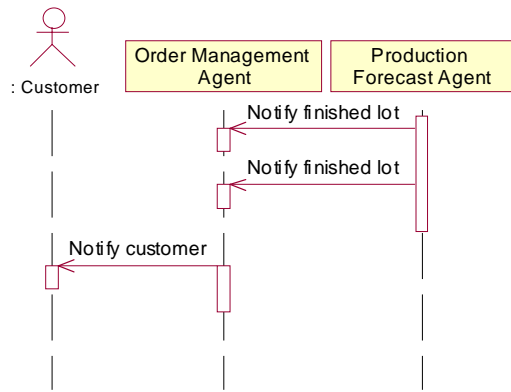 : Customer
Order Management
Agent
Production
Forecast Agent
Notify finished lot
Notify finished lot
Notify customer